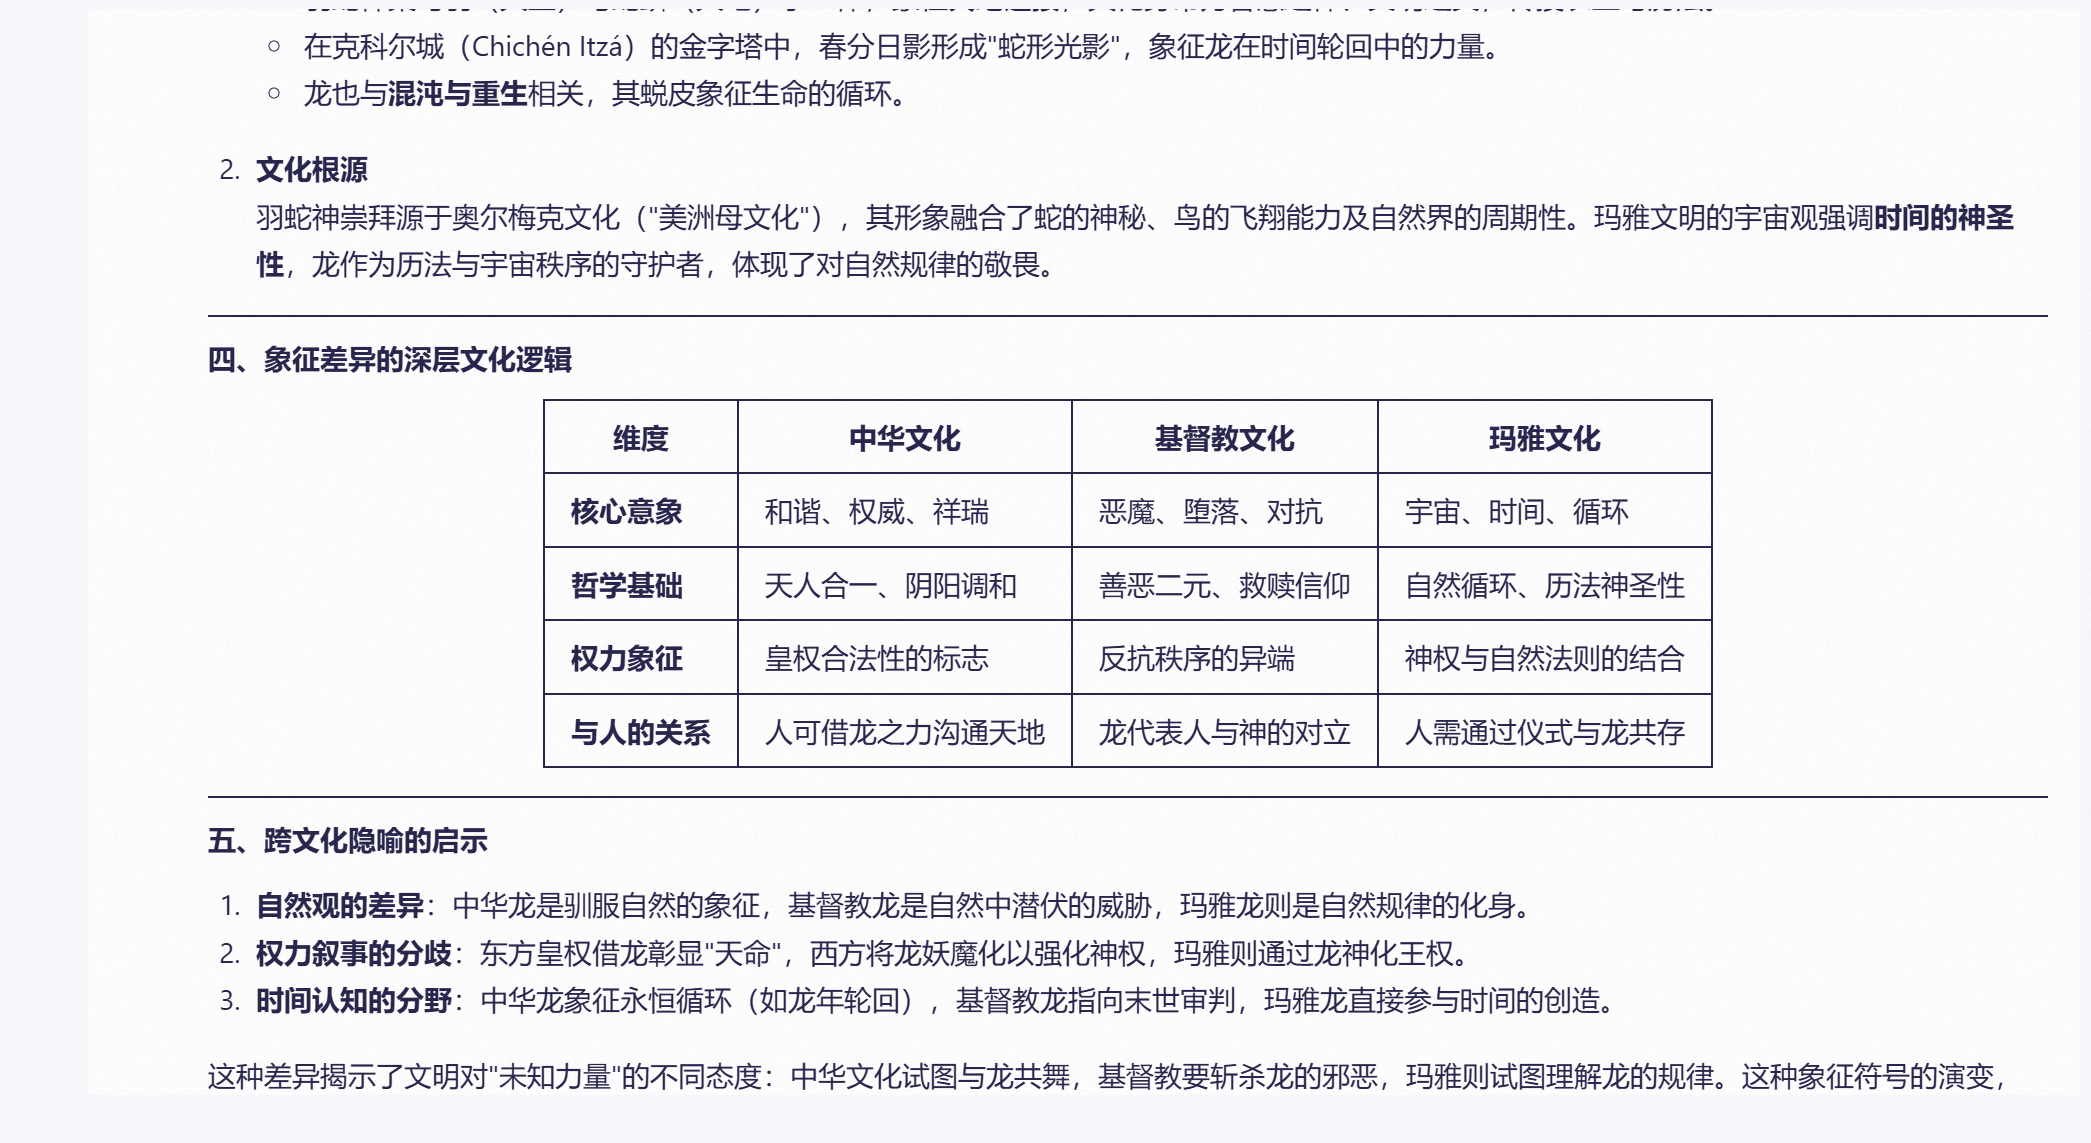 在克科尔城（Chichén Itzá）的金字塔中，春分日影形成"蛇形光影"，象征龙在时间轮回中的力量。
龙也与混沌与重生相关，其蜕皮象征生命的循环。
2. 文化根源
羽蛇神崇拜源于奥尔梅克文化（"美洲母文化"），其形象融合了蛇的神秘、鸟的飞翔能力及自然界的周期性。玛雅文明的宇宙观强调时间的神圣
性，龙作为历法与宇宙秩序的守护者，体现了对自然规律的敬畏。
四、象征差异的深层文化逻辑
维度 中华文化 基督教文化 玛雅文化
核心意象 和谐、权威、祥瑞 恶魔、堕落、对抗 宇宙、时间、循环
哲学基础 天人合一、阴阳调和 善恶二元、救赎信仰 自然循环、历法神圣性
权力象征 皇权合法性的标志 反抗秩序的异端 神权与自然法则的结合
与人的关系 人可借龙之力沟通天地 龙代表人与神的对立 人需通过仪式与龙共存
五、跨文化隐喻的启示
1. 自然观的差异：中华龙是驯服自然的象征，基督教龙是自然中潜伏的威胁，玛雅龙则是自然规律的化身。
2. 权力叙事的分歧：东方皇权借龙彰显"天命"，西方将龙妖魔化以强化神权，玛雅则通过龙神化王权。
3. 时间认知的分野：中华龙象征永恒循环（如龙年轮回），基督教龙指向末世审判，玛雅龙直接参与时间的创造。
这种差异揭示了文明对"未知力量"的不同态度：中华文化试图与龙共舞，基督教要斩杀龙的邪恶，玛雅则试图理解龙的规律。这种象征符号的演变，